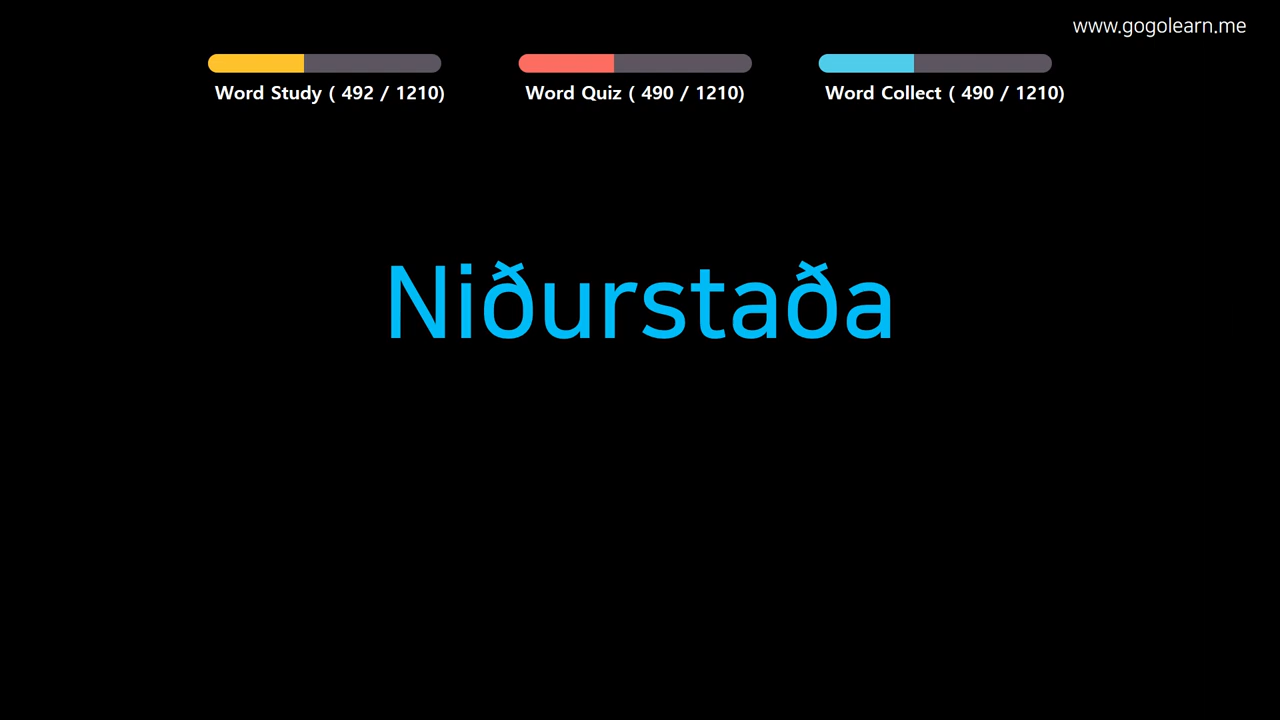 www.gogolearn.me
Word Study ( 492 / 1210)
Word Quiz ( 490 / 1210)
Word Collect ( 490 / 1210)
Niðurstaða